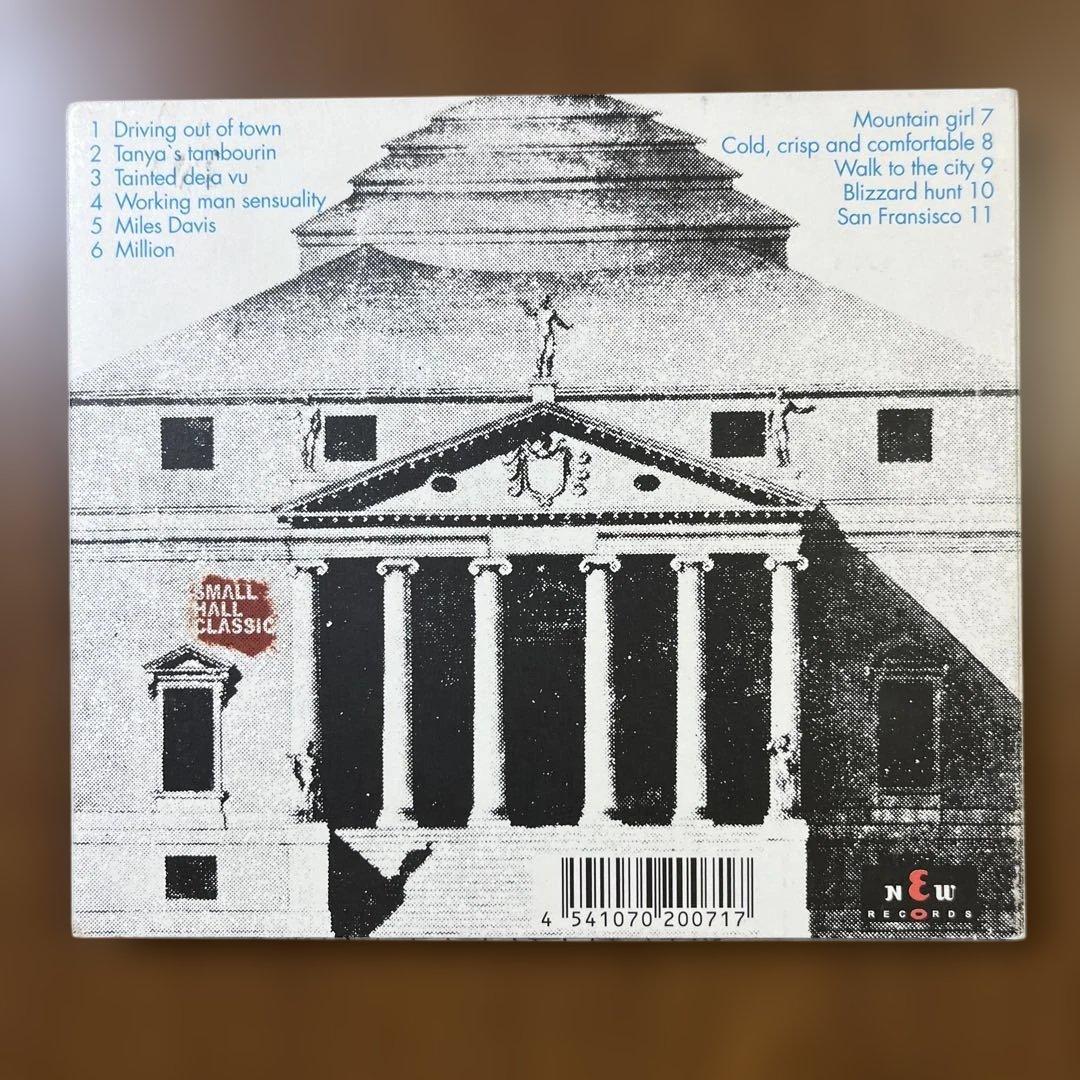 1 Driving out of town
2 Tanya`s tambourin
3 Tainted deja vu
4 Working man sensuality
5 Miles Davis
6 Million
Mountain girl 7
Cold, crisp and comfortable 8
Walk to the city 9
Blizzard hunt 10
San Fransisco 11
SMALL
HALL
CLASSIC
4 541070 200717
NEW
RECORDS